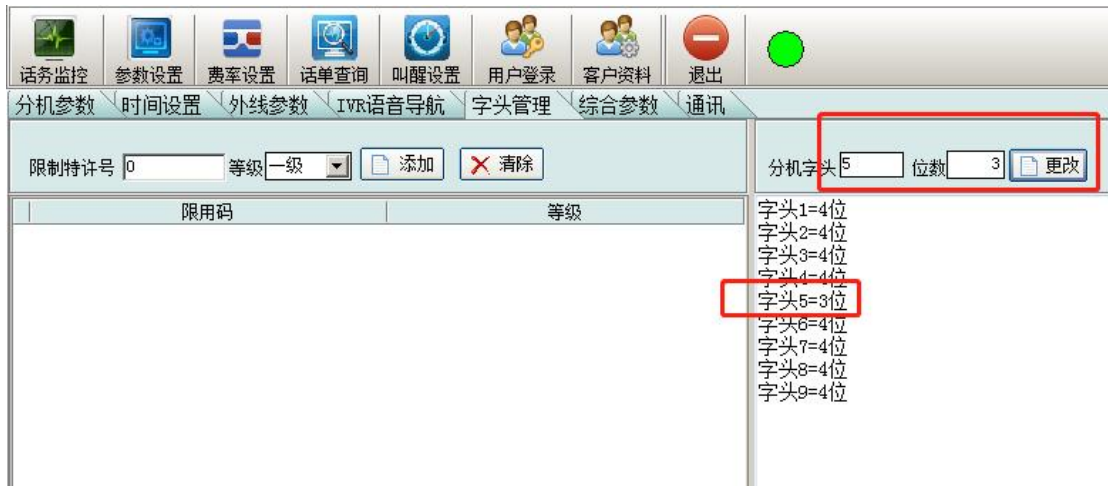 话务监控 参数设置 费率设置 话单查询 叫醒设置 用户登录 客户资料 退出
分机参数 时间设置 外线参数 IVR语音导航 字头管理 综合参数 通讯
限制特许号 0 等级 一级 添加 清除 分机字头 5 位数 3 更改
限用码 等级
字头1=4位
字头2=4位
字头3=4位
字头4=4位
字头5=3位
字头6=4位
字头7=4位
字头8=4位
字头9=4位